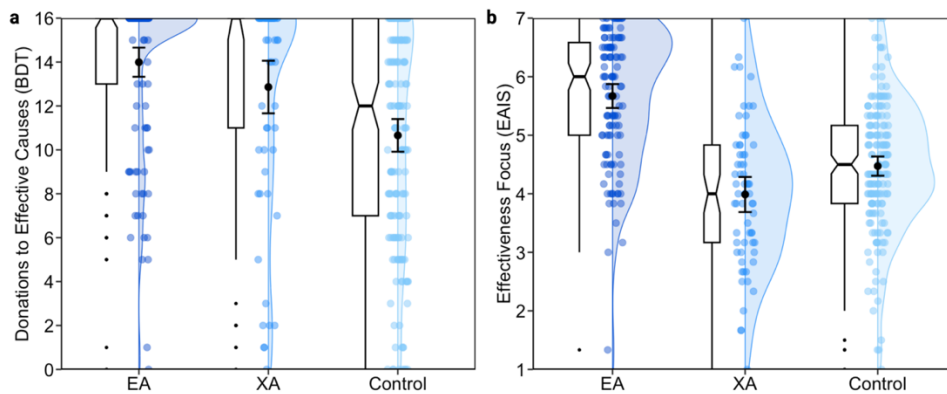 a
Donations to Effective Causes (BDT)
16
14
12
10
8
6
4
2
0
EA
XA
Control
b
Effectiveness Focus (EAIS)
7
6
5
4
3
2
1
EA
XA
Control